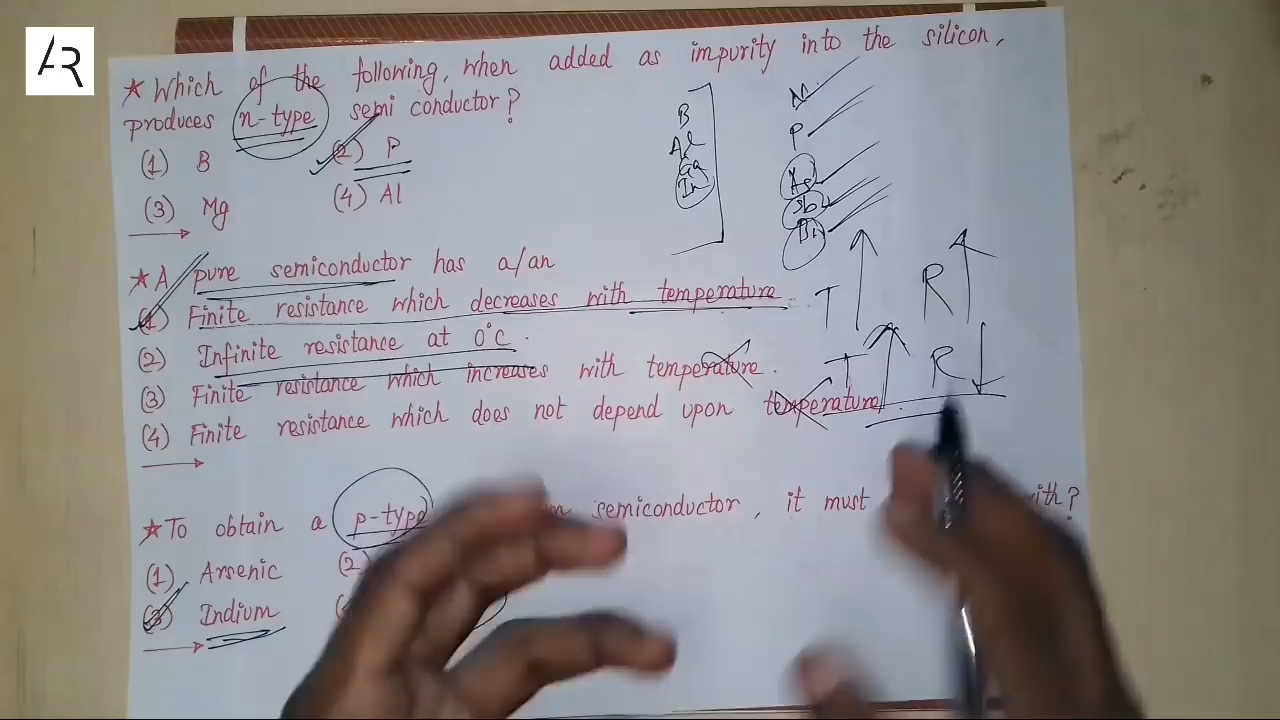 AR
★ Which of the following, when added as impurity into the silicon,
produces n-type semi conductor?
(1) B (2) P
(3) Mg (4) Al
B
Al
Ga
In
N
P
As
Sb
Bi
★ A pure semiconductor has a/an
(1) Finite resistance which decreases with temperature
(2) Infinite resistance at 0°C.
(3) Finite resistance which increases with temperature.
(4) Finite resistance which does not depend upon temperature.
T R
T R
★ To obtain a p-type semiconductor, it must with?
(1) Arsenic (2)
(3) Indium